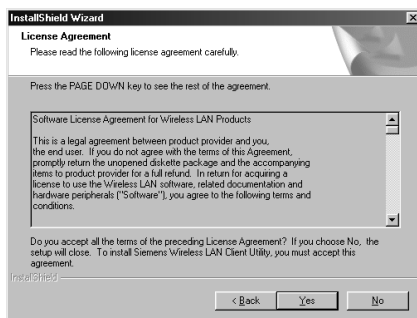 InstallShield Wizard
License Agreement
Please read the following license agreement carefully.
Press the PAGE DOWN key to see the rest of the agreement.
Software License Agreement for Wireless LAN Products
This is a legal agreement between product provider and you,
the end user. If you do not agree with the terms of this Agreement,
promptly return the unopened diskette package and the accompanying
items to product provider for a full refund. In return for acquiring a
license to use the Wireless LAN software, related documentation and
hardware peripherals ("Software"), you agree to the following terms and
conditions.
Do you accept all the terms of the preceding License Agreement? If you choose No, the
setup will close. To install Siemens Wireless LAN Client Utility, you must accept this
agreement.
InstallShield
< Back Yes No